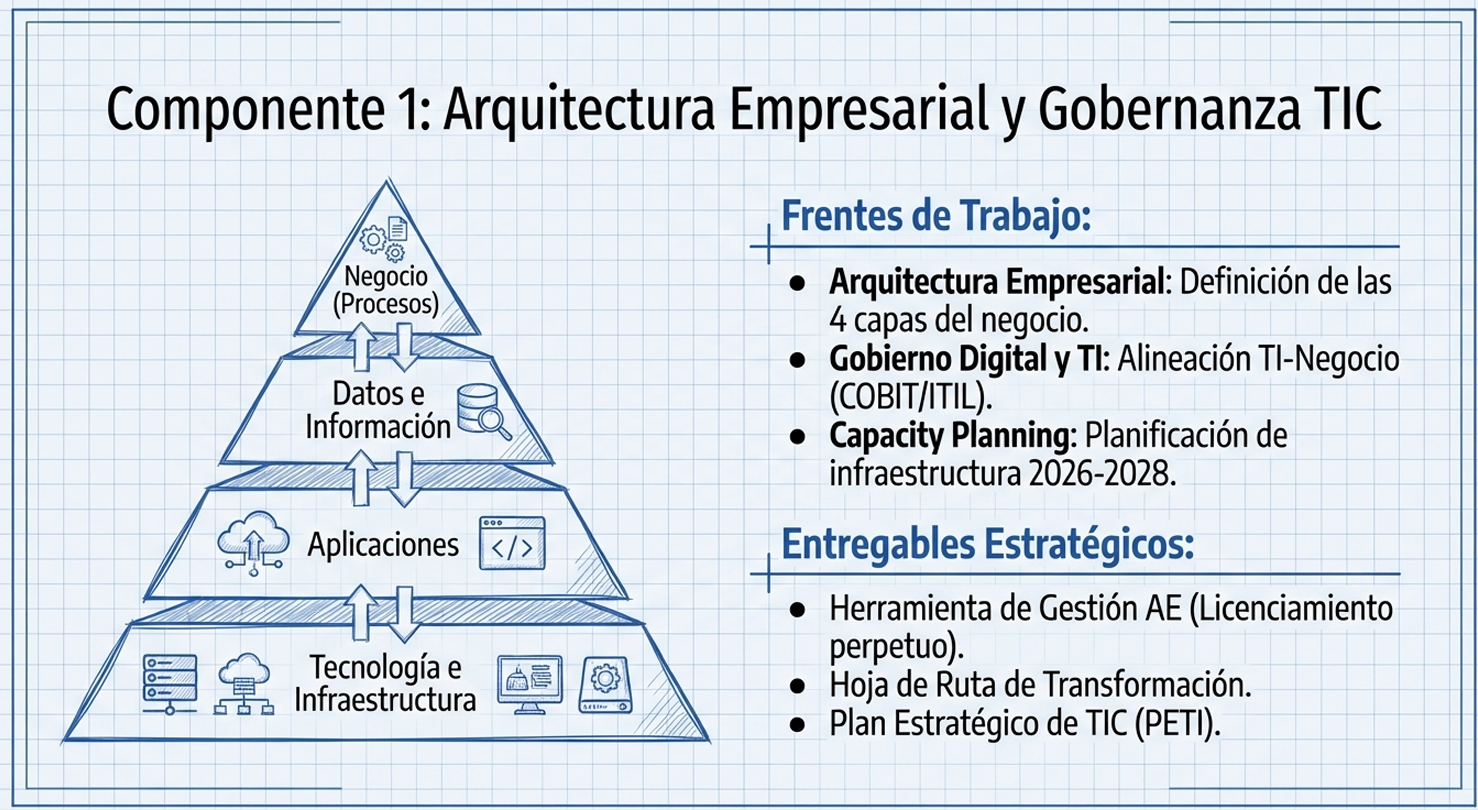 Componente 1: Arquitectura Empresarial y Gobernanza TIC
Negocio
(Procesos)
Datos e
Información
Aplicaciones
</>
Tecnología e
Infraestructura
Frentes de Trabajo:
● Arquitectura Empresarial: Definición de las
4 capas del negocio.
● Gobierno Digital y TI: Alineación TI-Negocio
(COBIT/ITIL).
● Capacity Planning: Planificación de
infraestructura 2026-2028.
Entregables Estratégicos:
● Herramienta de Gestión AE (Licenciamiento
perpetuo).
● Hoja de Ruta de Transformación.
● Plan Estratégico de TIC (PETI).